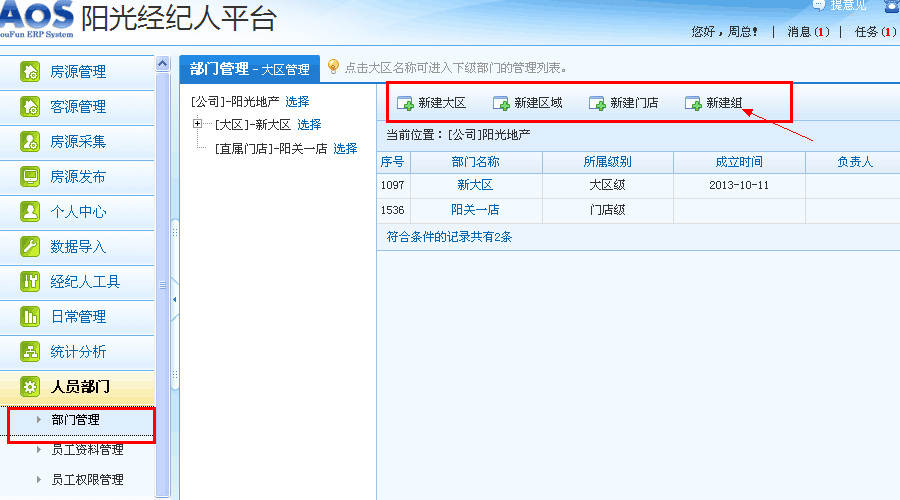 AOS 阳光经纪人平台
ouFun ERP System
提意见
您好，周总! | 消息(1) | 任务(1)
房源管理
客源管理
房源采集
房源发布
个人中心
数据导入
经纪人工具
日常管理
统计分析
人员部门
部门管理
员工资料管理
员工权限管理
部门管理 - 大区管理
点击大区名称可进入下级部门的管理列表。
[公司]-阳光地产 选择
[大区]-新大区 选择
[直属门店]-阳关一店 选择
新建大区 新建区域 新建门店 新建组
当前位置：[公司]阳光地产
序号 部门名称 所属级别 成立时间 负责人
1097 新大区 大区级 2013-10-11
1536 阳关一店 门店级
符合条件的记录共有2条